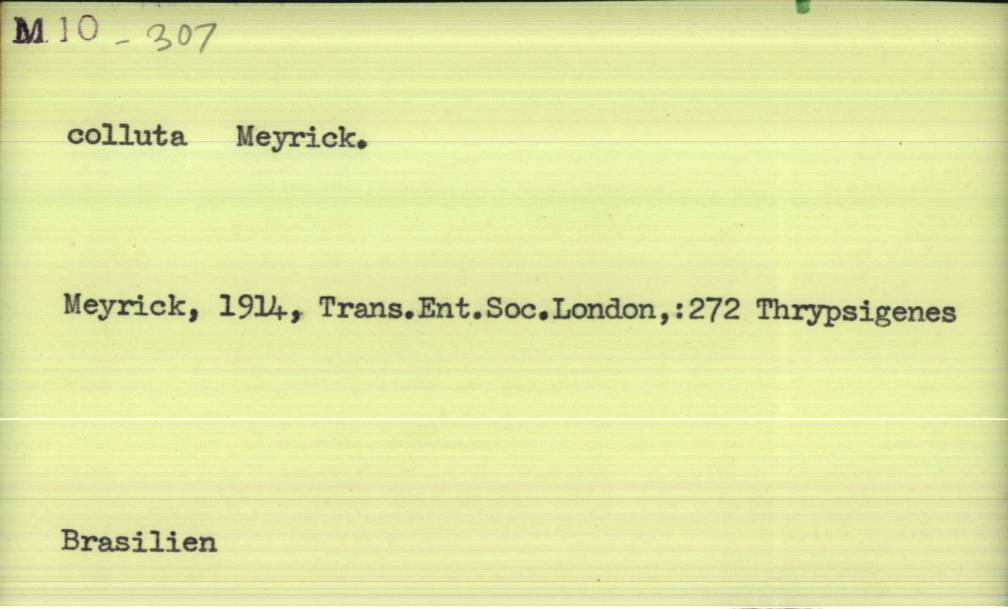 M 10 - 307
colluta Meyrick.
Meyrick, 1914, Trans.Ent.Soc.London,:272 Thrypsigenes
Brasilien